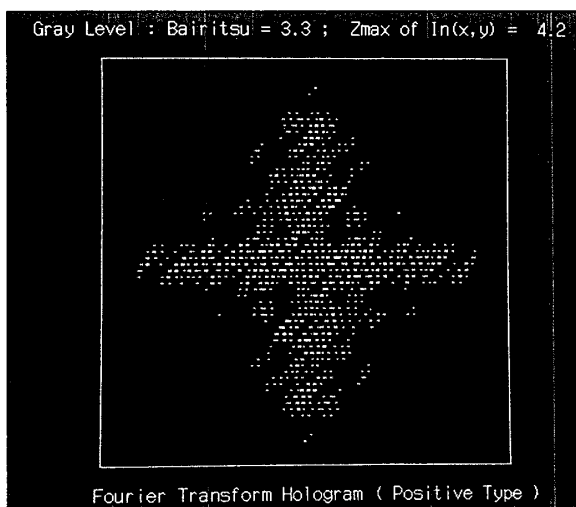 Gray Level : Bairitsu = 3.3 ; Zmax of In(x,y) = 4.2
Fourier Transform Hologram ( Positive Type )